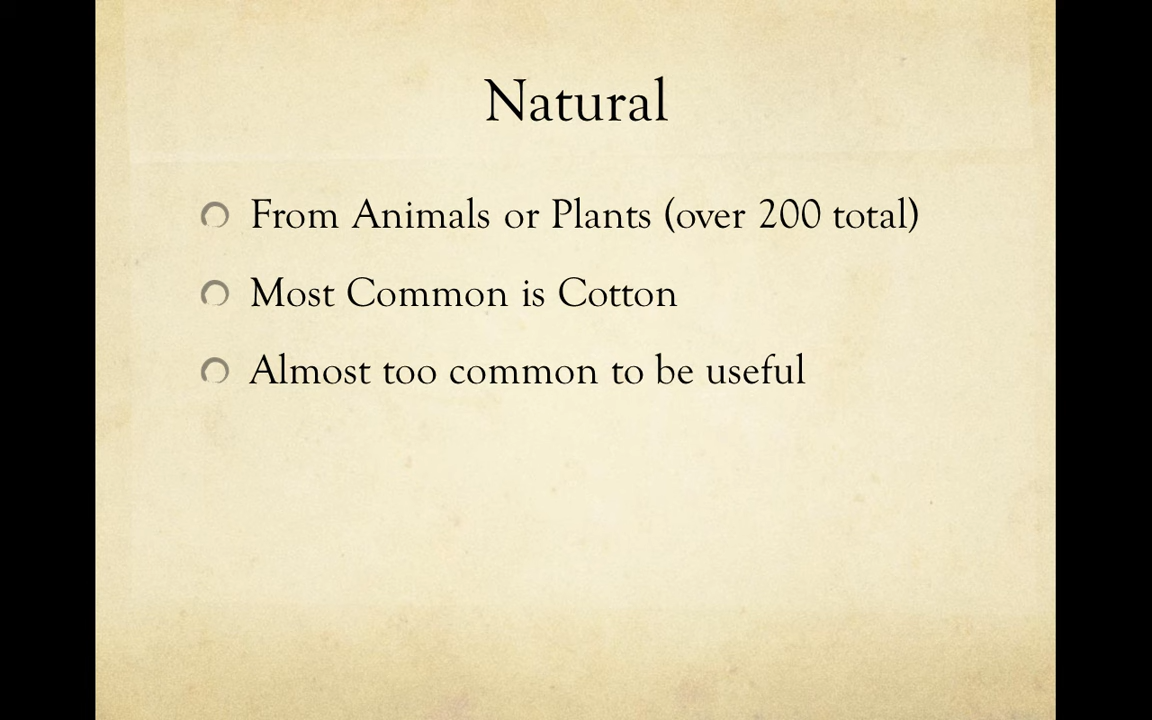 Natural
From Animals or Plants (over 200 total)
Most Common is Cotton
Almost too common to be useful